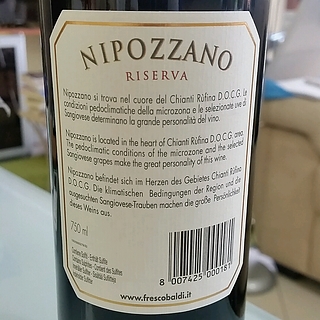 NIPOZZANO
RISERVA
Nipozzano si trova nel cuore del Chianti Rùfina D.O.C.G. Le
condizioni pedoclimatiche della microzona e le selezionate uve di
Sangiovese determinano la grande personalità del vino.
Nipozzano is located in the heart of Chianti Rùfina D.O.C.G. area.
The pedoclimatic conditions of the microzone and the selected
Sangiovese grapes make the great personality of this wine.
Nipozzano befindet sich im Herzen des Gebietes Chianti Rùfina
D.O.C.G. Die klimatischen Bedingungen der Region und die
ausgesuchten Sangiovese-Trauben machen die große Persönlichkeit
dieses Weins aus.
750 ml
8 007425 000181
www.frescobaldi.it